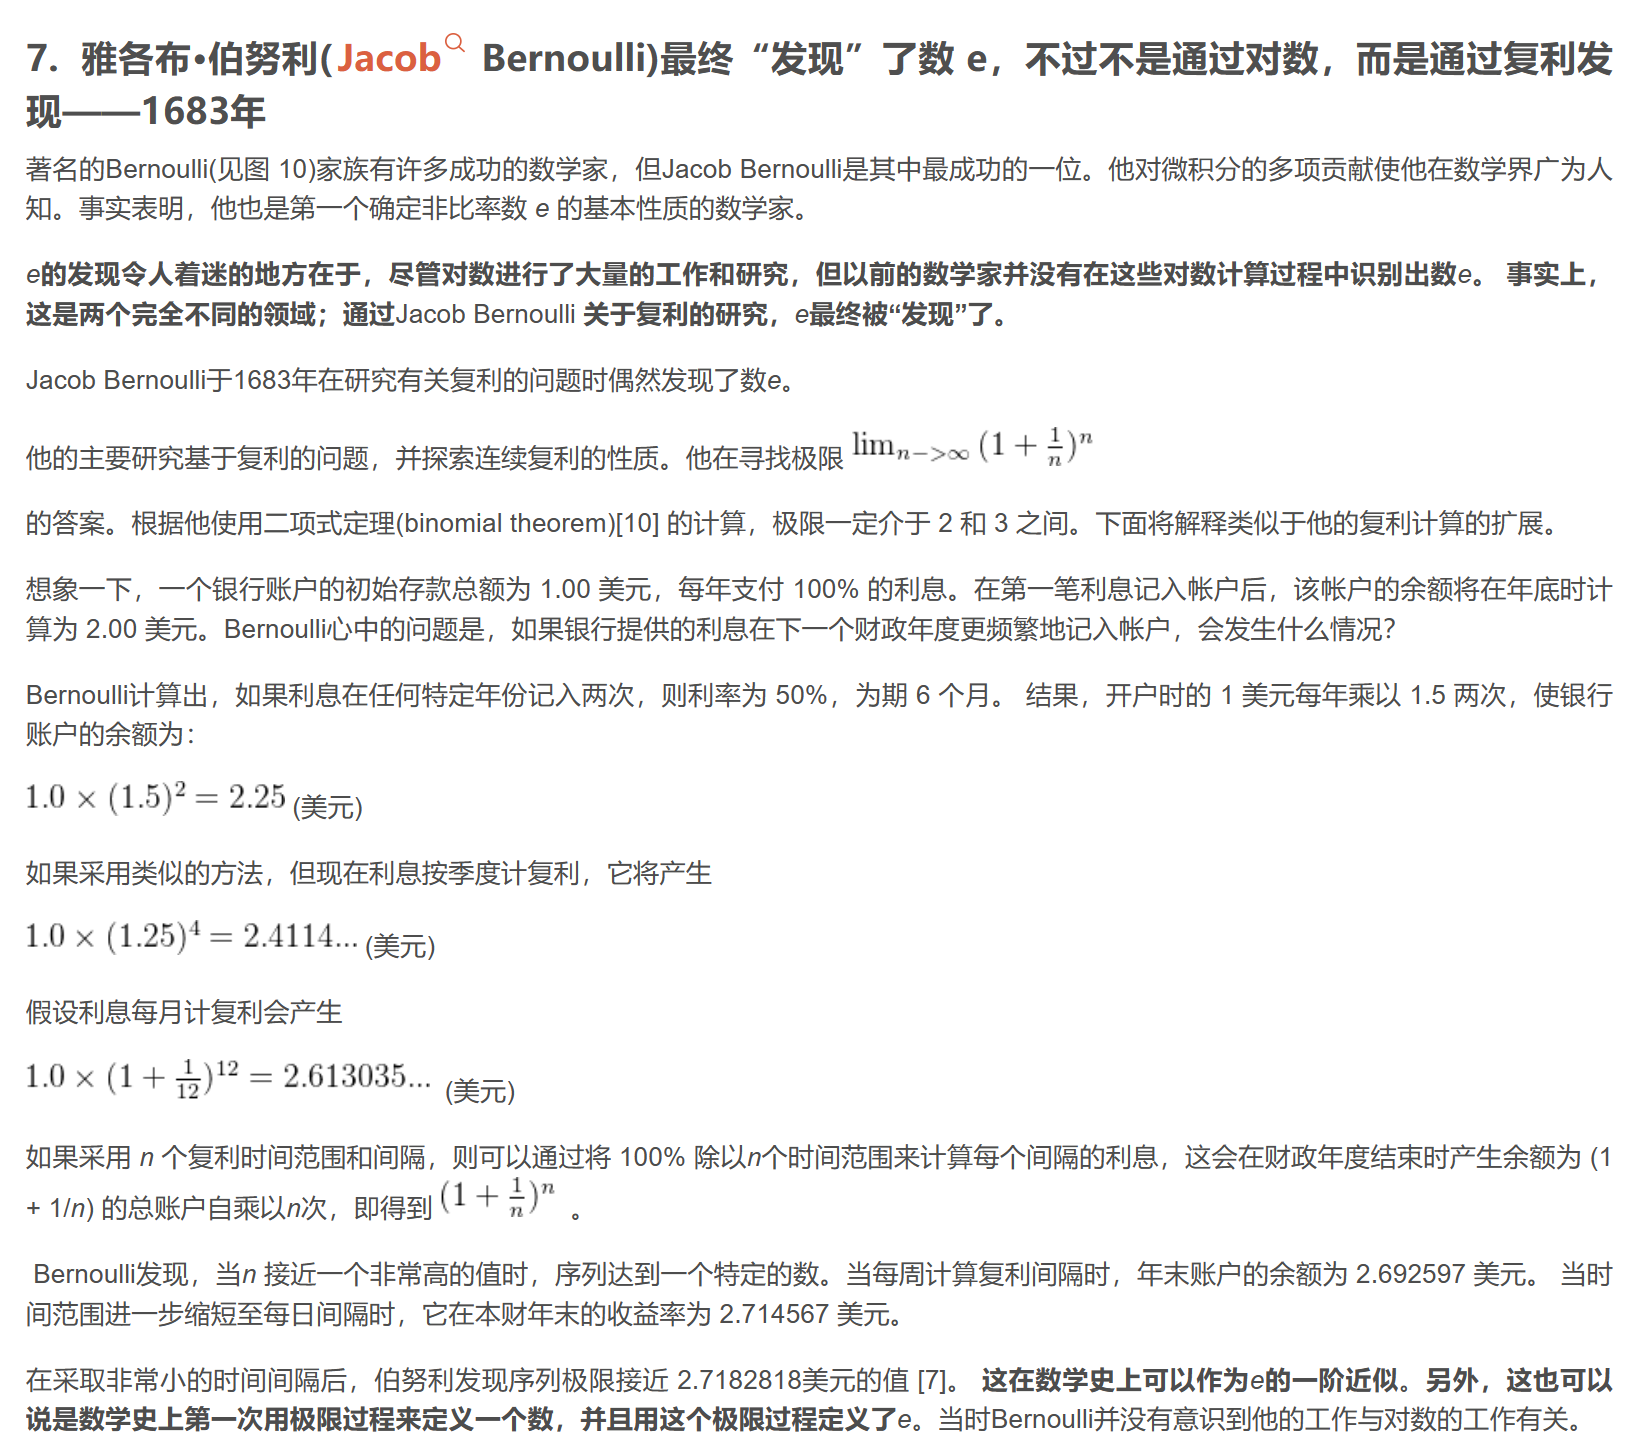 7. 雅各布•伯努利(Jacob Bernoulli)最终“发现”了数 e，不过不是通过对数，而是通过复利发
现——1683年
著名的Bernoulli(见图 10)家族有许多成功的数学家，但Jacob Bernoulli是其中最成功的一位。他对微积分的多项贡献使他在数学界广为人
知。事实表明，他也是第一个确定非比率数 e 的基本性质的数学家。
e的发现令人着迷的地方在于，尽管对数进行了大量的工作和研究，但以前的数学家并没有在这些对数计算过程中识别出数e。 事实上，
这是两个完全不同的领域；通过Jacob Bernoulli 关于复利的研究，e最终被“发现”了。
Jacob Bernoulli于1683年在研究有关复利的问题时偶然发现了数e。
他的主要研究基于复利的问题，并探索连续复利的性质。他在寻找极限 lim_{n->∞} (1 + \frac{1}{n})^n
的答案。根据他使用二项式定理(binomial theorem)[10] 的计算，极限一定介于 2 和 3 之间。下面将解释类似于他的复利计算的扩展。
想象一下，一个银行账户的初始存款总额为 1.00 美元，每年支付 100% 的利息。在第一笔利息记入帐户后，该帐户的余额将在年底时计
算为 2.00 美元。Bernoulli心中的问题是，如果银行提供的利息在下一个财政年度更频繁地记入帐户，会发生什么情况？
Bernoulli计算出，如果利息在任何特定年份记入两次，则利率为 50%，为期 6 个月。 结果，开户时的 1 美元每年乘以 1.5 两次，使银行
账户的余额为：
1.0 × (1.5)^2 = 2.25 (美元)
如果采用类似的方法，但现在利息按季度计复利，它将产生
1.0 × (1.25)^4 = 2.4114... (美元)
假设利息每月计复利会产生
1.0 × (1 + \frac{1}{12})^{12} = 2.613035... (美元)
如果采用 n 个复利时间范围和间隔，则可以通过将 100% 除以n个时间范围来计算每个间隔的利息，这会在财政年度结束时产生余额为 (1
+ 1/n) 的总账户自乘以n次，即得到 (1 + \frac{1}{n})^n 。
Bernoulli发现，当n 接近一个非常高的值时，序列达到一个特定的数。当每周计算复利间隔时，年末账户的余额为 2.692597 美元。 当时
间范围进一步缩短至每日间隔时，它在本财年末的收益率为 2.714567 美元。
在采取非常小的时间间隔后，伯努利发现序列极限接近 2.7182818美元的值 [7]。 这在数学史上可以作为e的一阶近似。另外，这也可以
说是数学史上第一次用极限过程来定义一个数，并且用这个极限过程定义了e。当时Bernoulli并没有意识到他的工作与对数的工作有关。